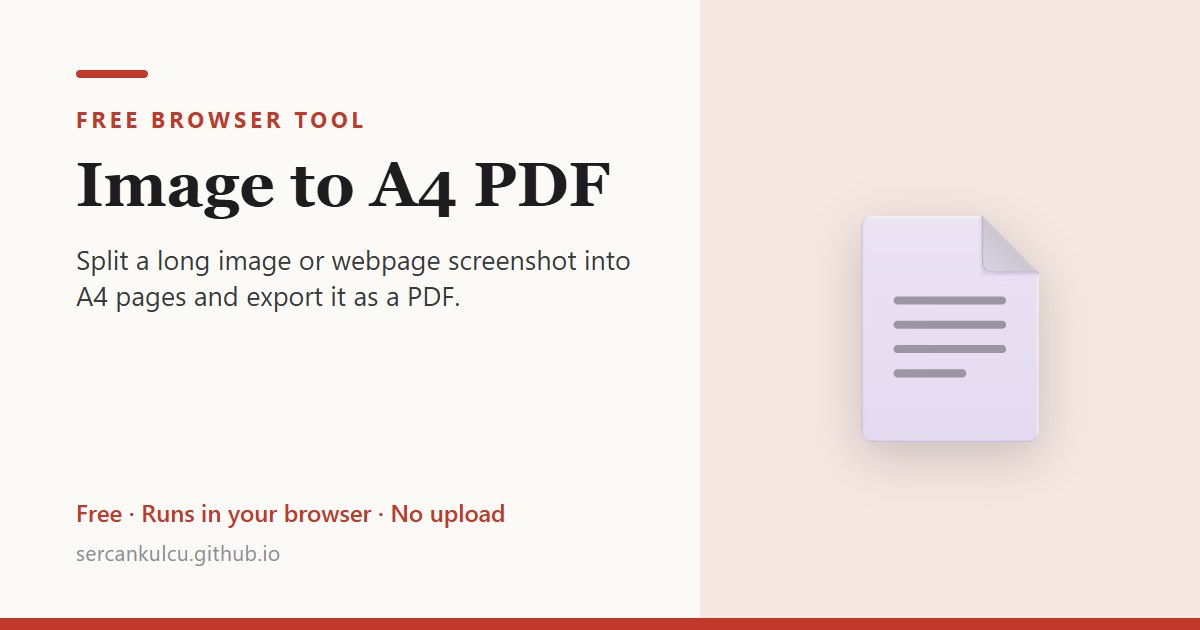 FREE BROWSER TOOL
Image to A4 PDF
Split a long image or webpage screenshot into
A4 pages and export it as a PDF.
Free · Runs in your browser · No upload
sercankulcu.github.io